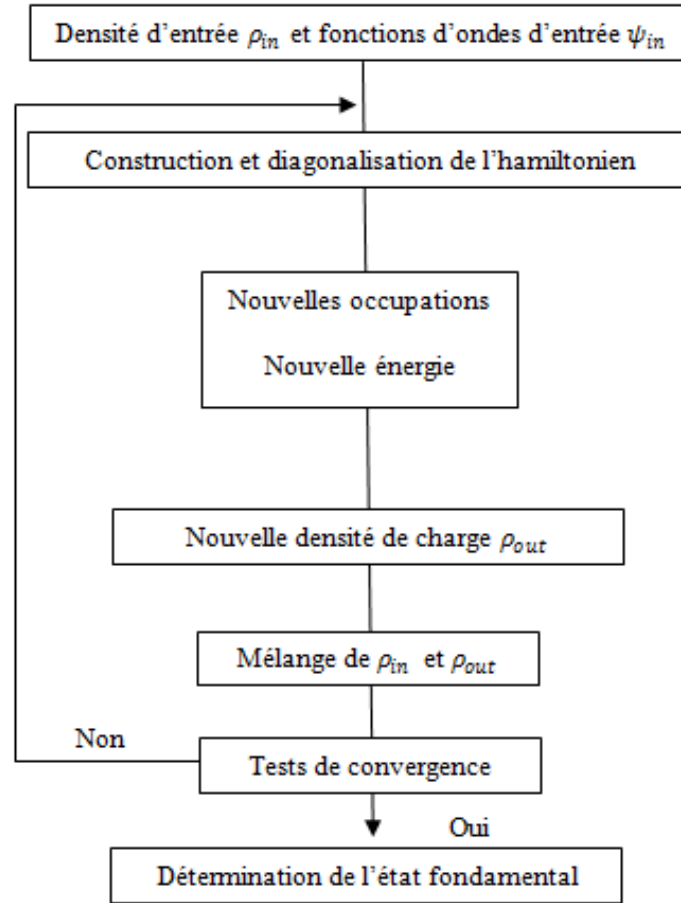 Densité d'entrée ρ_in et fonctions d'ondes d'entrée ψ_in
Construction et diagonalisation de l'hamiltonien
Nouvelles occupations
Nouvelle énergie
Nouvelle densité de charge ρ_out
Mélange de ρ_in et ρ_out
Non
Tests de convergence
Oui
Détermination de l'état fondamental